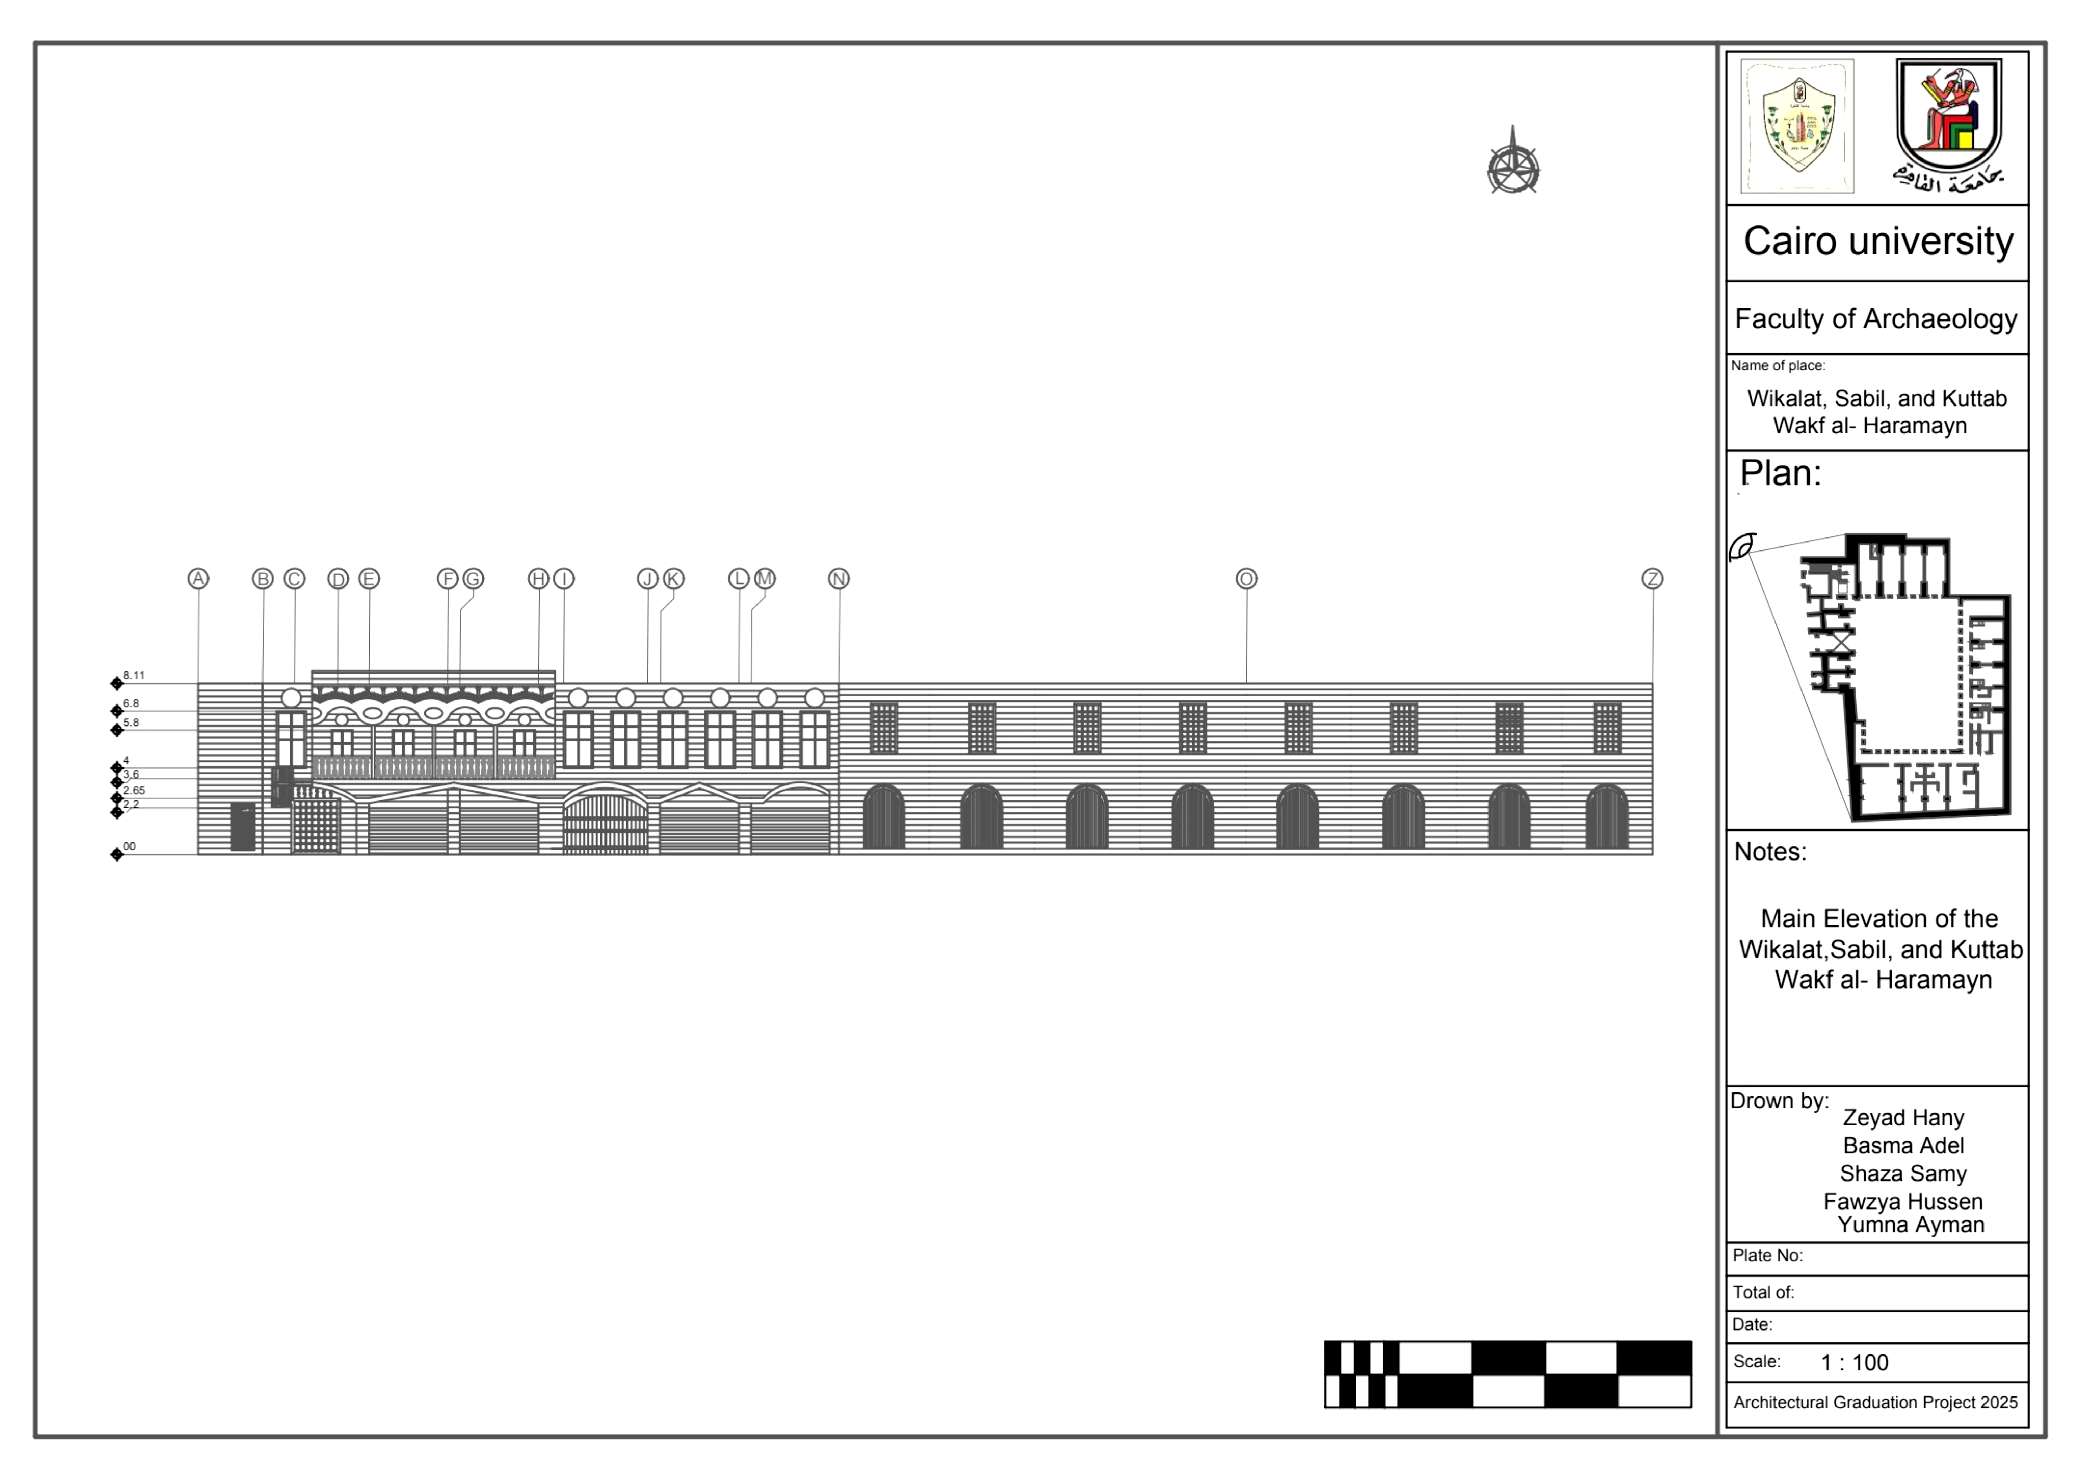 جامعة القاهرة
Cairo university
Faculty of Archaeology
Name of place:
Wikalat, Sabil, and Kuttab
Wakf al- Haramayn
Plan:
A B C D E F G H I J K L M N O Z
8.11
6.8
5.8
4
3,6
2.65
2,2
00
Notes:
Main Elevation of the
Wikalat,Sabil, and Kuttab
Wakf al- Haramayn
Drown by:
Zeyad Hany
Basma Adel
Shaza Samy
Fawzya Hussen
Yumna Ayman
Plate No:
Total of:
Date:
Scale: 1 : 100
Architectural Graduation Project 2025